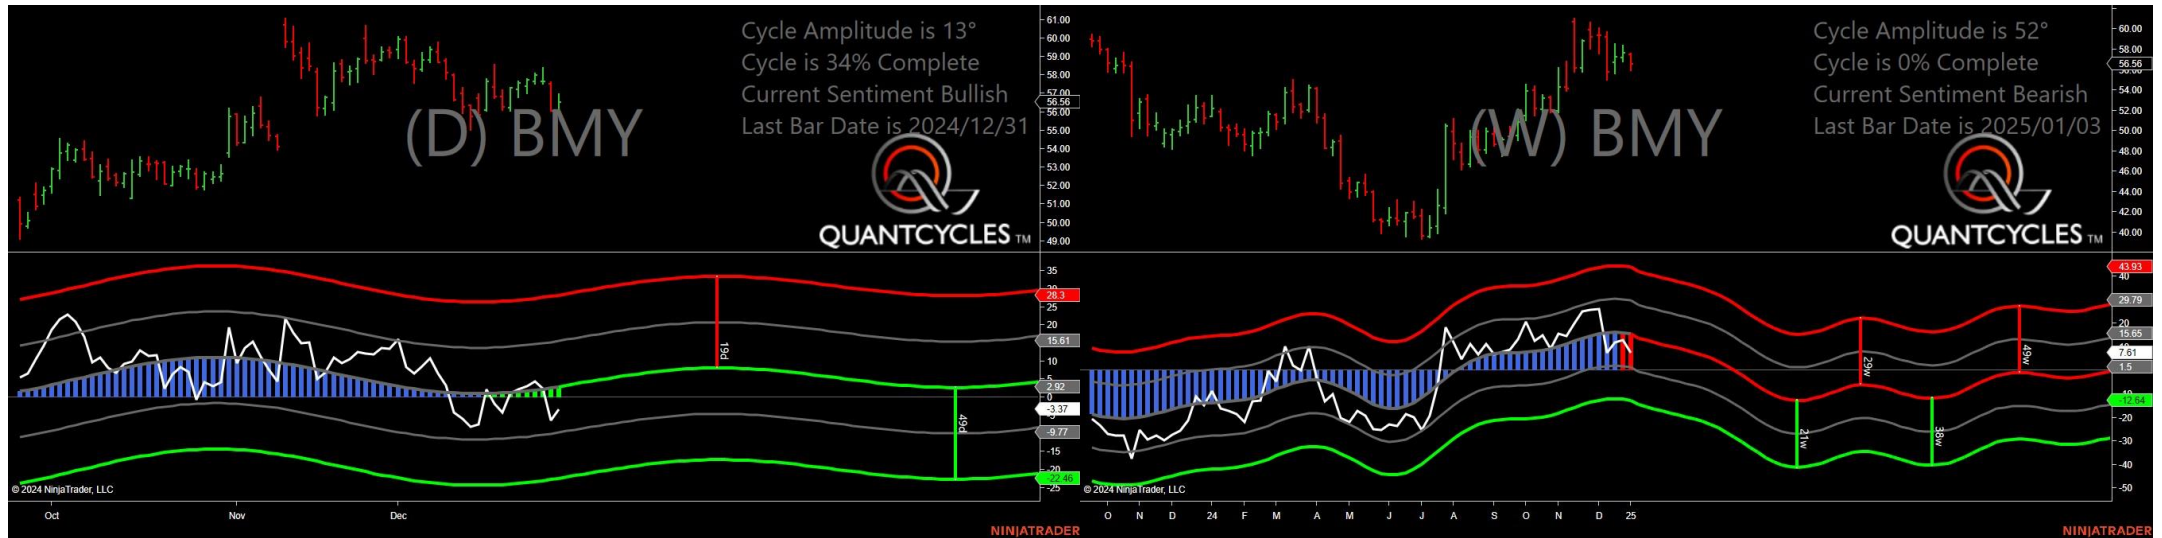 Cycle Amplitude is 13°
Cycle is 34% Complete
Current Sentiment Bullish
Last Bar Date is 2024/12/31
(D) BMY
QUANTCYCLES TM
61.00
60.00
59.00
58.00
57.00
56.56
56.00
55.00
54.00
53.00
52.00
51.00
50.00
49.00
35
28.3
25
20
15.61
10
5
2.92
0
-3.37
-9.77
-15
-20
-22.46
-25
19d
49d
© 2024 NinjaTrader, LLC
Oct Nov Dec
NINJATRADER
Cycle Amplitude is 52°
Cycle is 0% Complete
Current Sentiment Bearish
Last Bar Date is 2025/01/03
(W) BMY
QUANTCYCLES TM
60.00
58.00
56.56
54.00
52.00
50.00
48.00
46.00
44.00
42.00
40.00
43.93
40
29.79
20
15.65
7.61
1.5
-10
-12.64
-20
-30
-40
-50
21w
29w
38w
49w
© 2024 NinjaTrader, LLC
O N D 24 F M A M J J A S O N D 25
NINJATRADER